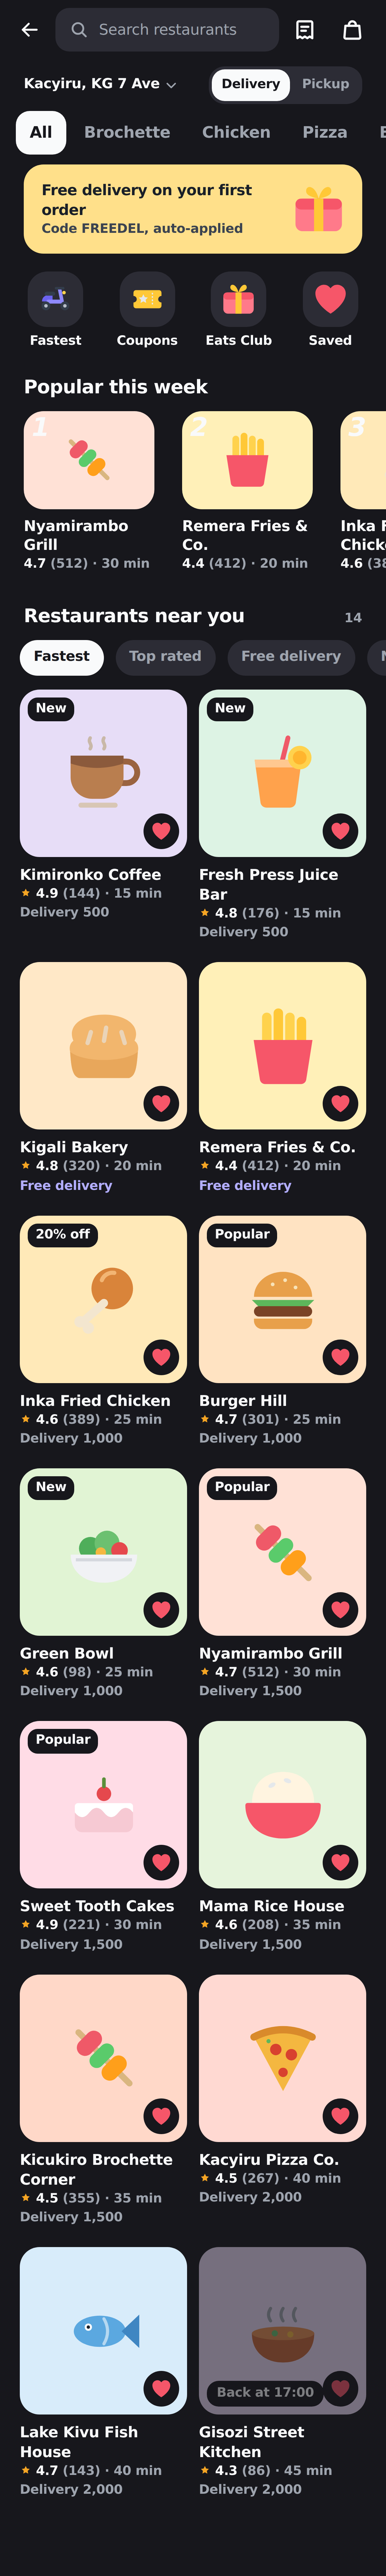 Search restaurants
Kacyiru, KG 7 Ave
Delivery
Pickup
All
Brochette
Chicken
Pizza
Free delivery on your first
order
Code FREEDEL, auto-applied
Fastest
Coupons
Eats Club
Saved
Popular this week
1
2
3
Nyamirambo
Grill
4.7 (512) · 30 min
Remera Fries &
Co.
4.4 (412) · 20 min
Inka F
Chick
4.6 (38
Restaurants near you
14
Fastest
Top rated
Free delivery
New
New
Kimironko Coffee
4.9 (144) · 15 min
Delivery 500
Fresh Press Juice
Bar
4.8 (176) · 15 min
Delivery 500
Kigali Bakery
4.8 (320) · 20 min
Free delivery
Remera Fries & Co.
4.4 (412) · 20 min
Free delivery
20% off
Popular
Inka Fried Chicken
4.6 (389) · 25 min
Delivery 1,000
Burger Hill
4.7 (301) · 25 min
Delivery 1,000
New
Popular
Green Bowl
4.6 (98) · 25 min
Delivery 1,000
Nyamirambo Grill
4.7 (512) · 30 min
Delivery 1,500
Popular
Sweet Tooth Cakes
4.9 (221) · 30 min
Delivery 1,500
Mama Rice House
4.6 (208) · 35 min
Delivery 1,500
Kicukiro Brochette
Corner
4.5 (355) · 35 min
Delivery 1,500
Kacyiru Pizza Co.
4.5 (267) · 40 min
Delivery 2,000
Back at 17:00
Lake Kivu Fish
House
4.7 (143) · 40 min
Delivery 2,000
Gisozi Street
Kitchen
4.3 (86) · 45 min
Delivery 2,000